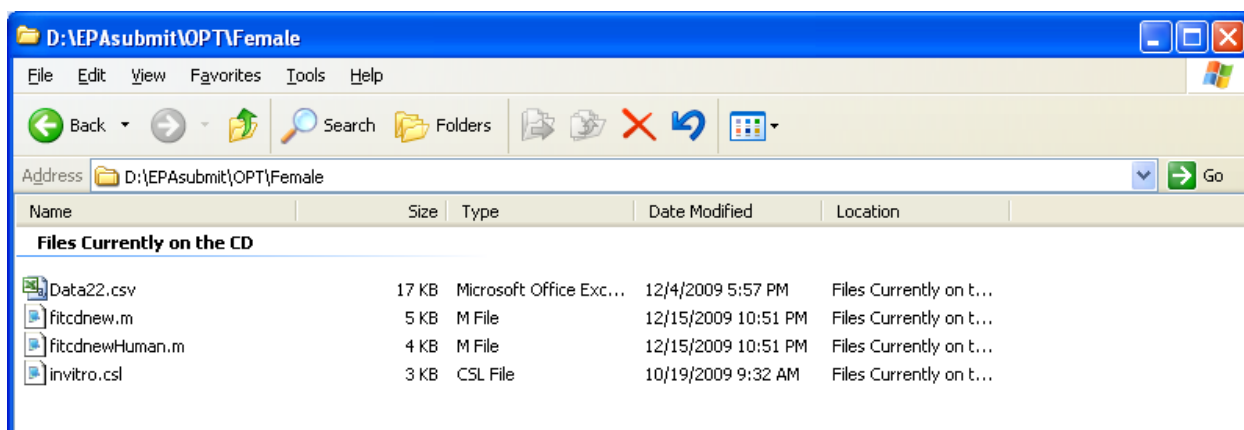 D:\EPAsubmit\OPT\Female
File Edit View Favorites Tools Help
Back Search Folders
Address D:\EPAsubmit\OPT\Female Go
Name Size Type Date Modified Location
Files Currently on the CD
Data22.csv 17 KB Microsoft Office Exc... 12/4/2009 5:57 PM Files Currently on t...
fitcdnew.m 5 KB M File 12/15/2009 10:51 PM Files Currently on t...
fitcdnewHuman.m 4 KB M File 12/15/2009 10:51 PM Files Currently on t...
invitro.csl 3 KB CSL File 10/19/2009 9:32 AM Files Currently on t...